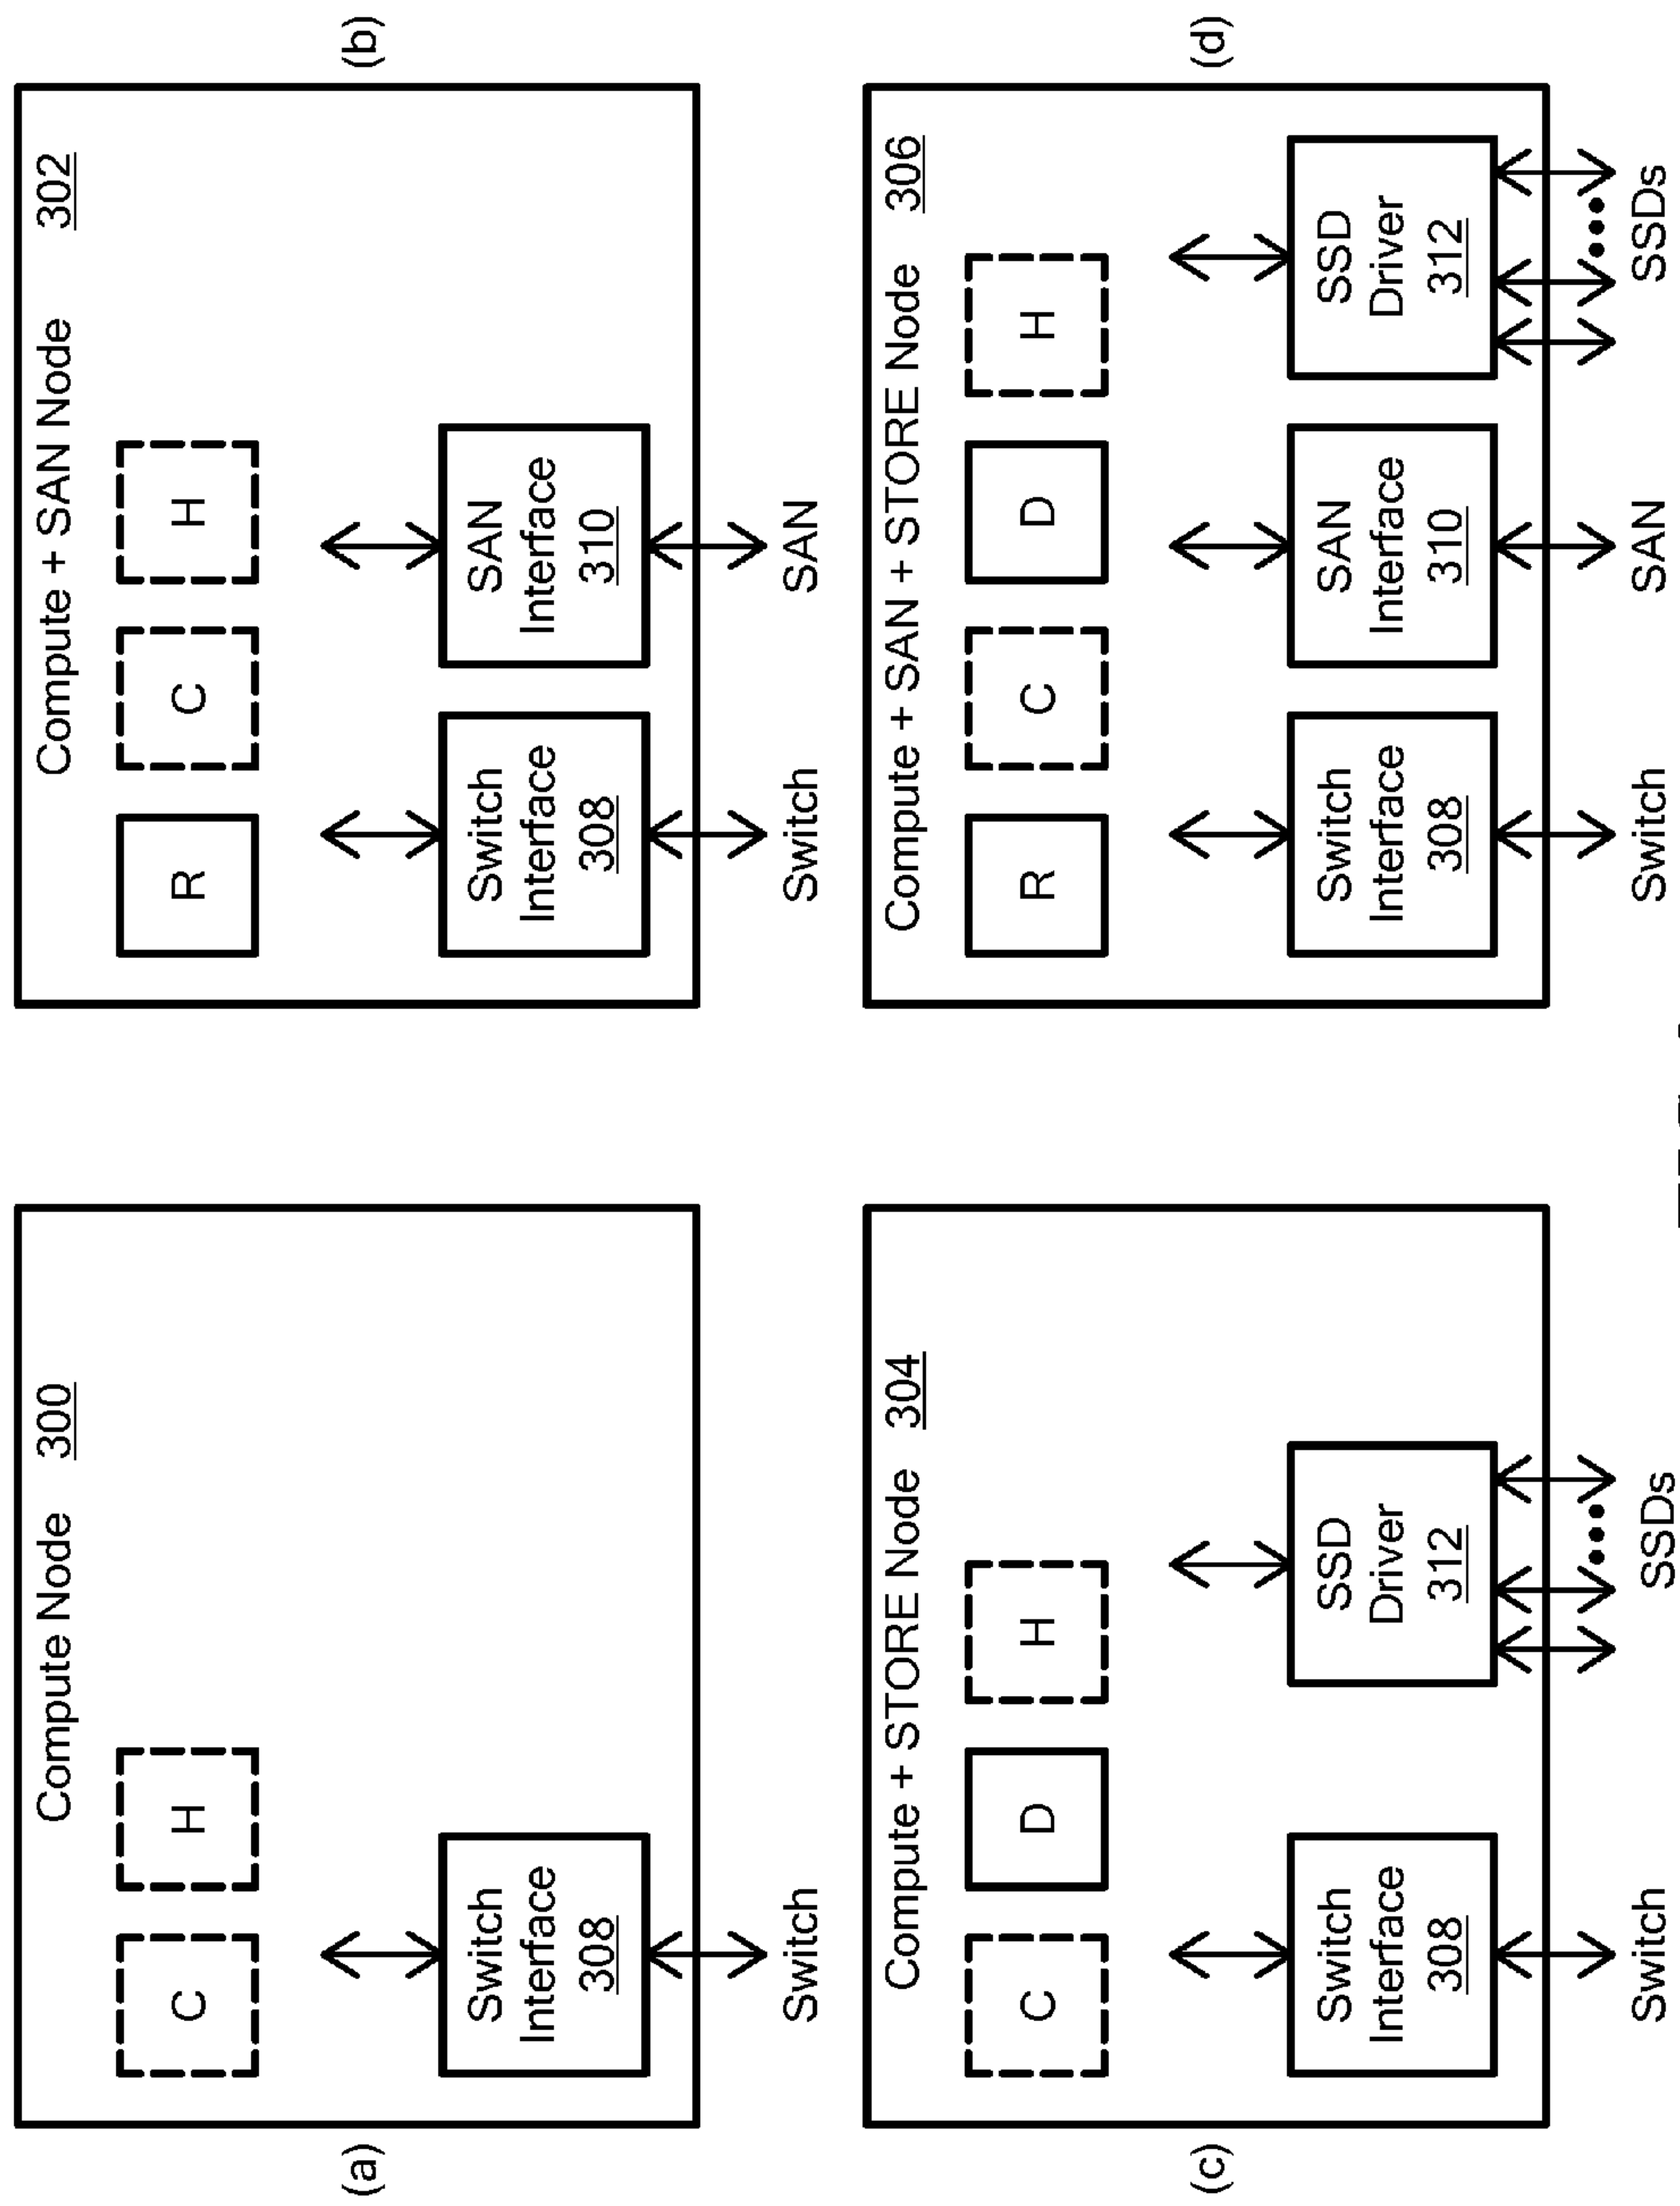 (a)
Compute Node 300
C
H
Switch
Interface
308
Switch
(b)
Compute + SAN Node 302
R
C
H
Switch
Interface
308
SAN
Interface
310
Switch
SAN
(c)
Compute + STORE Node 304
C
D
H
Switch
Interface
308
SSD
Driver
312
Switch
SSDs
(d)
Compute + SAN + STORE Node 306
R
C
D
H
Switch
Interface
308
SAN
Interface
310
SSD
Driver
312
Switch
SAN
SSDs